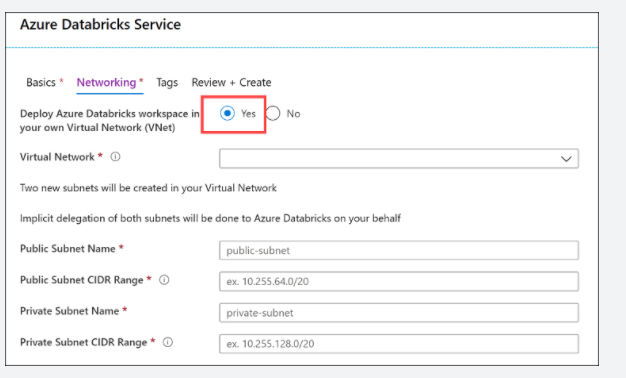 Azure Databricks Service
Basics * Networking * Tags Review + Create
Deploy Azure Databricks workspace in
your own Virtual Network (VNet)
Yes No
Virtual Network *
Two new subnets will be created in your Virtual Network
Implicit delegation of both subnets will be done to Azure Databricks on your behalf
Public Subnet Name * public-subnet
Public Subnet CIDR Range * ex. 10.255.64.0/20
Private Subnet Name * private-subnet
Private Subnet CIDR Range * ex. 10.255.128.0/20